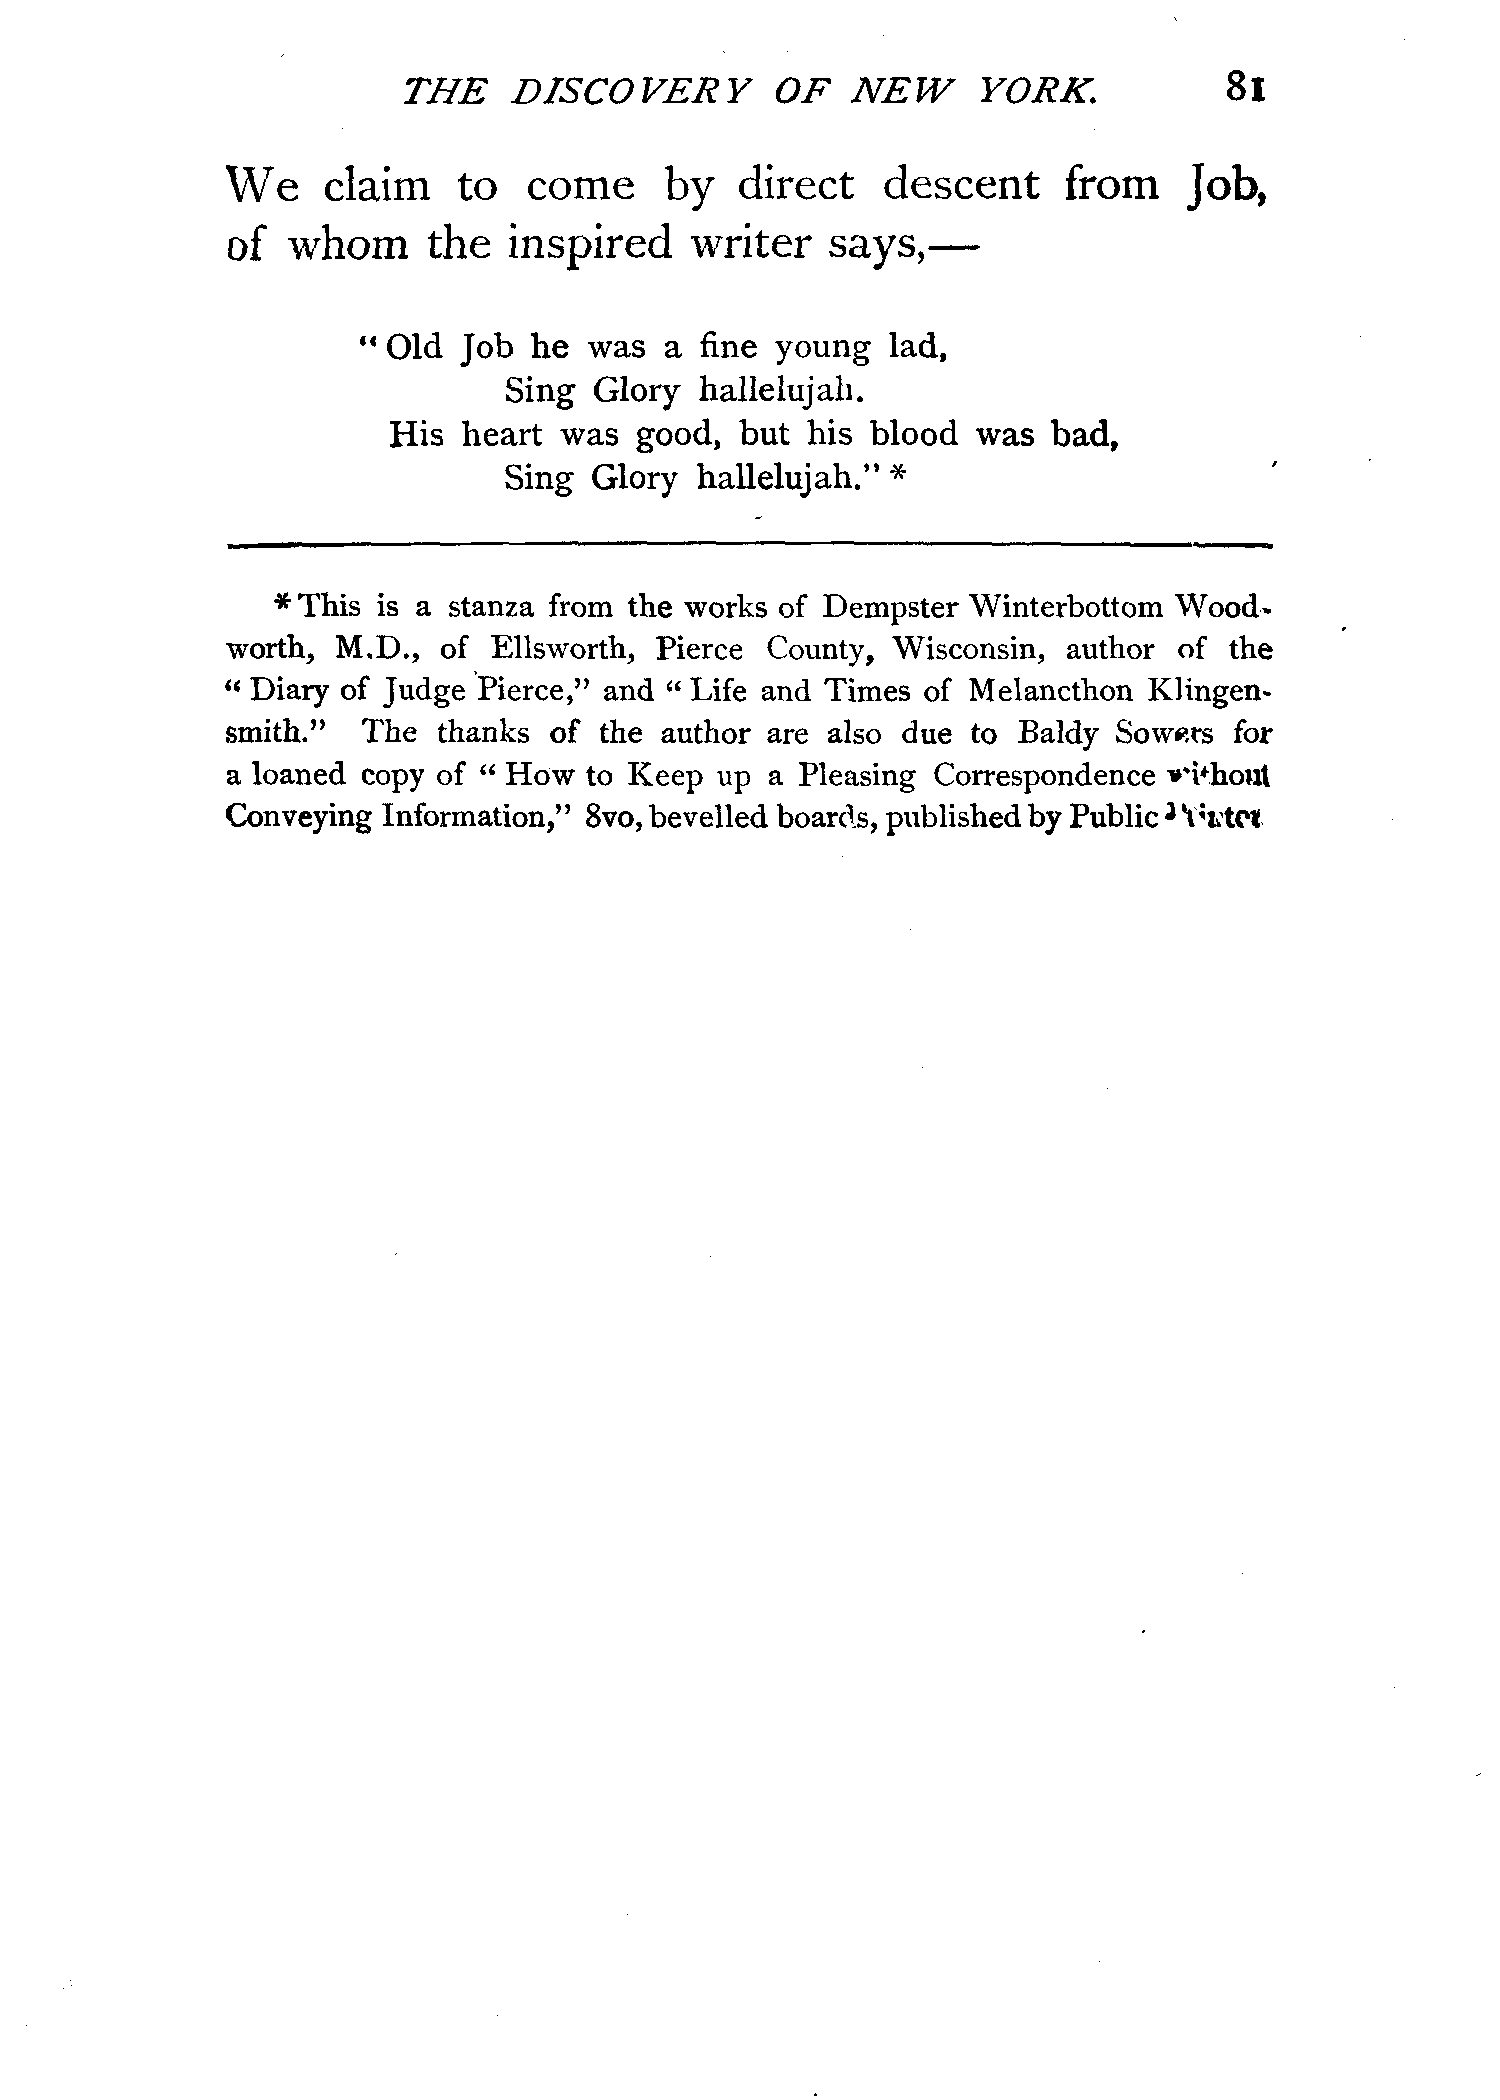 THE DISCOVERY OF NEW YORK. 81
We claim to come by direct descent from Job,
of whom the inspired writer says,—
“Old Job he was a fine young lad,
Sing Glory hallelujah.
His heart was good, but his blood was bad,
Sing Glory hallelujah.” *
* This is a stanza from the works of Dempster Winterbottom Wood-
worth, M.D., of Ellsworth, Pierce County, Wisconsin, author of the
“Diary of Judge Pierce,” and “Life and Times of Melancthon Klingen-
smith.” The thanks of the author are also due to Baldy Sowers for
a loaned copy of “How to Keep up a Pleasing Correspondence without
Conveying Information,” 8vo, bevelled boards, published by Public